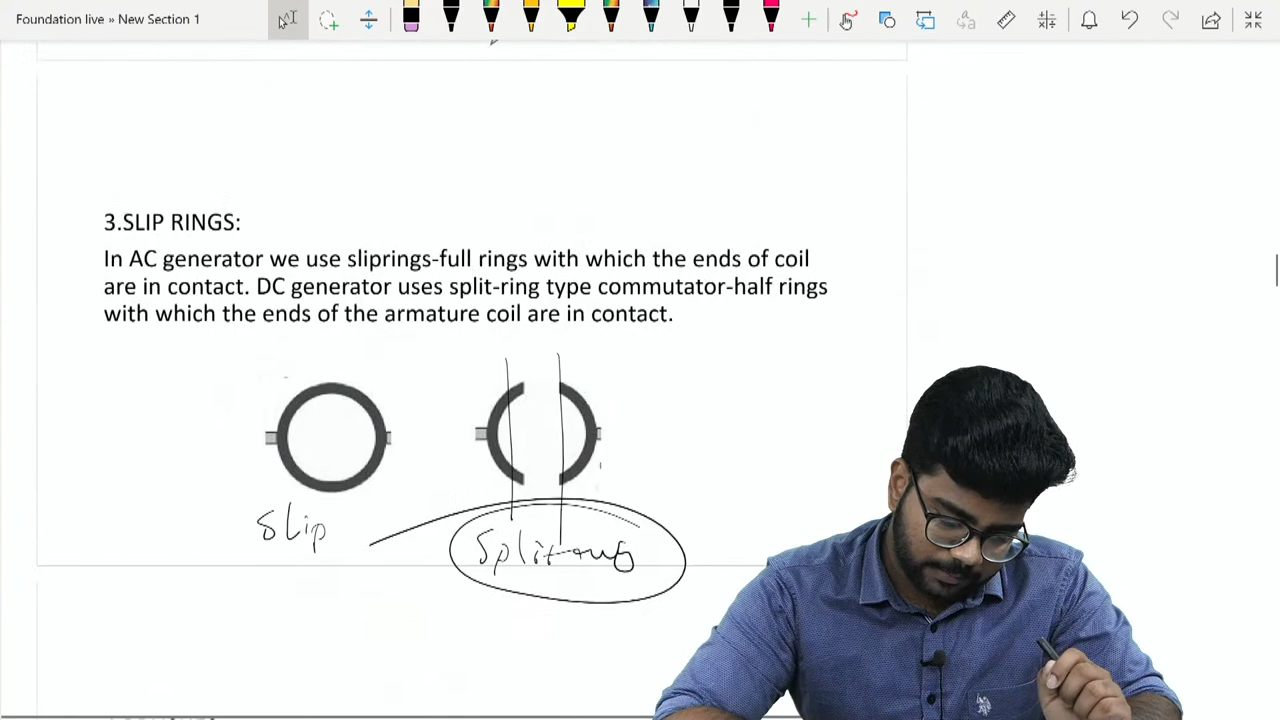 Foundation live » New Section 1
3.SLIP RINGS:
In AC generator we use sliprings-full rings with which the ends of coil
are in contact. DC generator uses split-ring type commutator-half rings
with which the ends of the armature coil are in contact.
Slip
Split ring